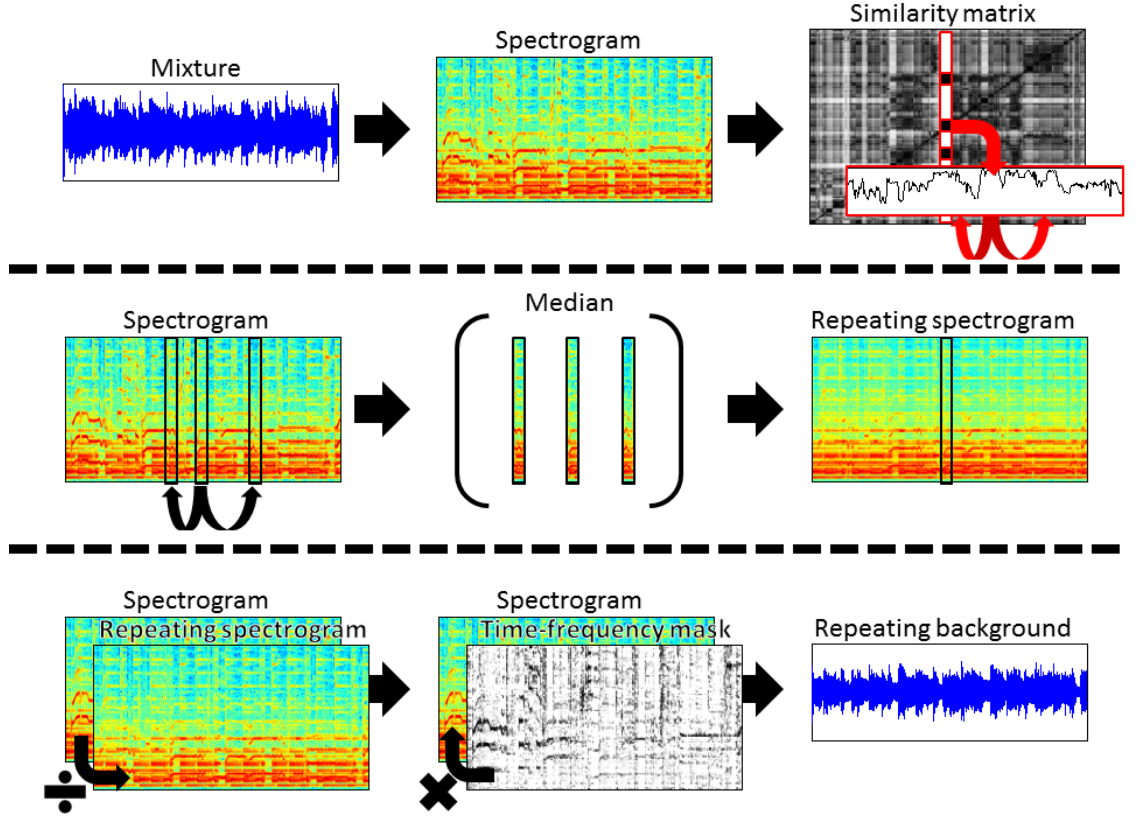 Mixture
Spectrogram
Similarity matrix
Spectrogram
Median
Repeating spectrogram
Spectrogram
Repeating spectrogram
Spectrogram
Time-frequency mask
Repeating background